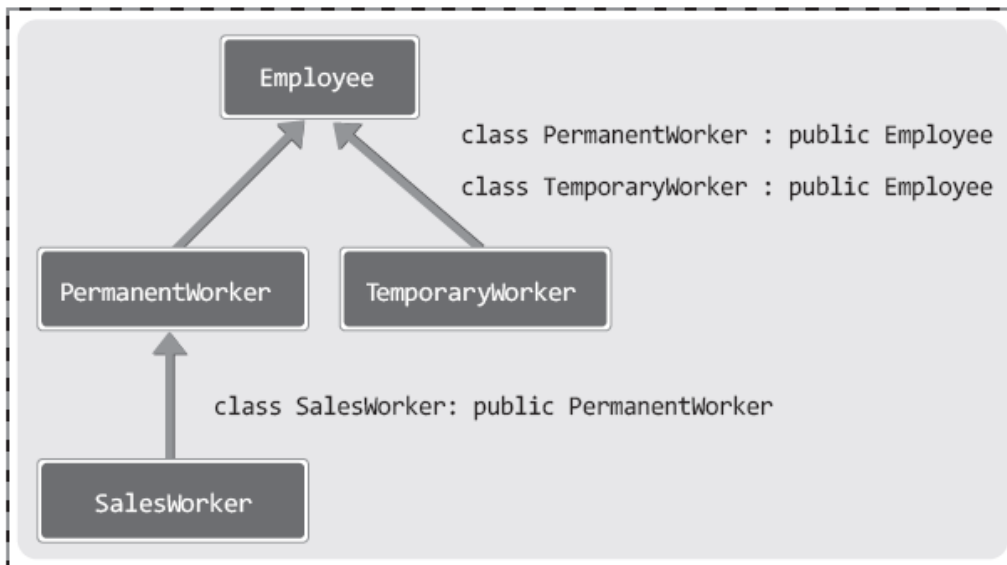 Employee
class PermanentWorker : public Employee
class TemporaryWorker : public Employee
PermanentWorker
TemporaryWorker
class SalesWorker: public PermanentWorker
SalesWorker